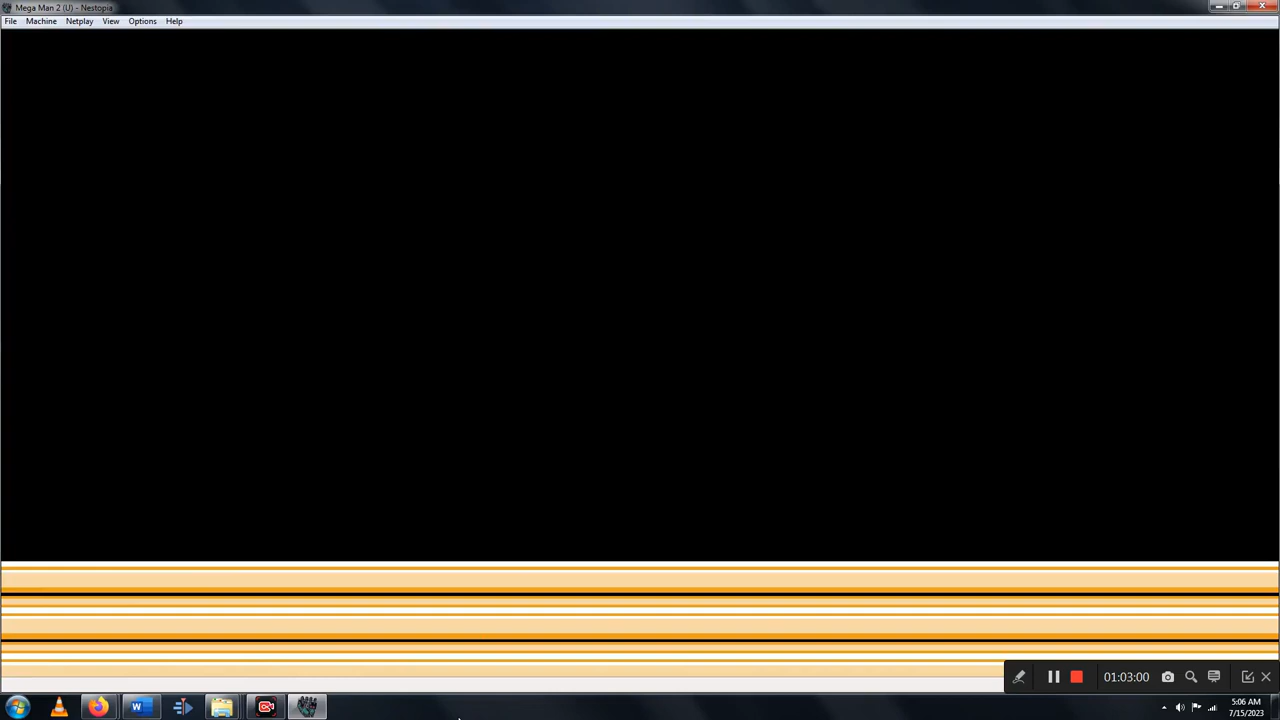 Mega Man 2 (U) - Nestopia
File Machine Netplay View Options Help
01:03:00
5:06 AM
7/15/2023